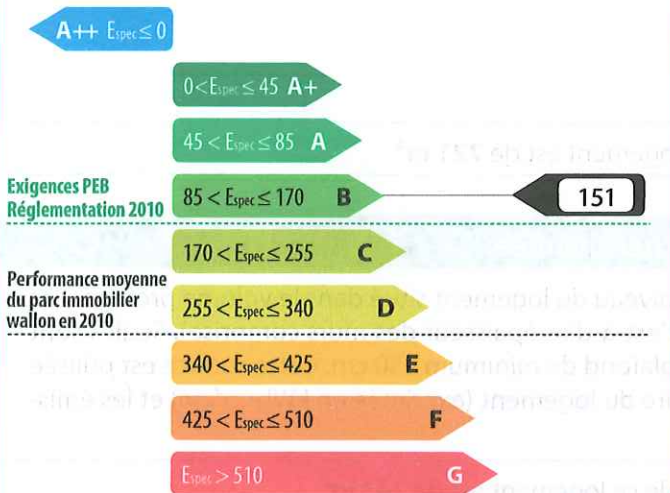 A++ Espec ≤ 0
0 < Espec ≤ 45 A+
45 < Espec ≤ 85 A
Exigences PEB
Réglementation 2010
85 < Espec ≤ 170 B
151
170 < Espec ≤ 255 C
Performance moyenne
du parc immobilier
wallon en 2010
255 < Espec ≤ 340 D
340 < Espec ≤ 425 E
425 < Espec ≤ 510 F
Espec > 510 G